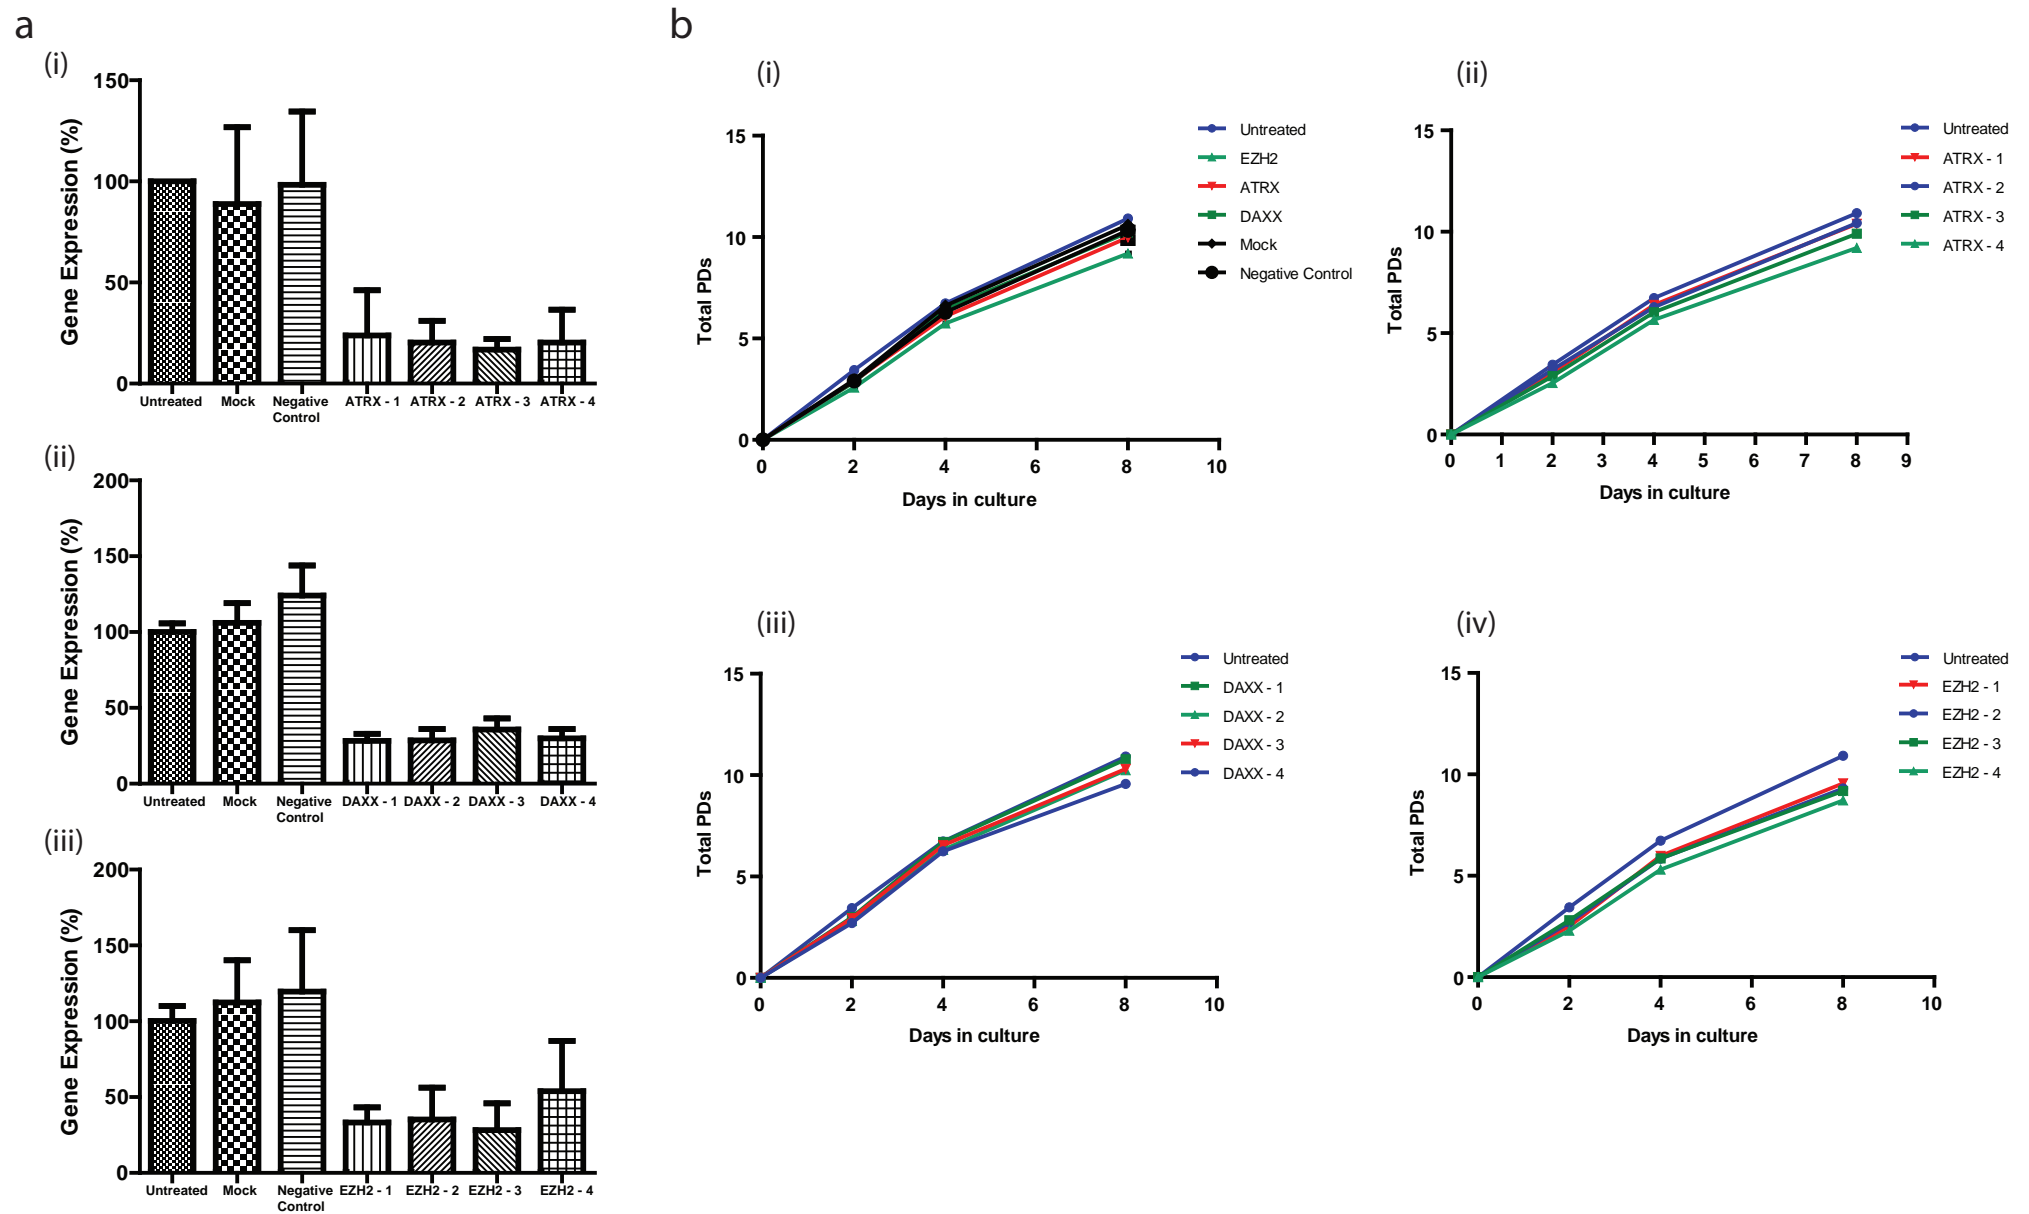 a
(i)
150
100
50
0
Gene Expression (%)
Untreated Mock Negative Control ATRX - 1 ATRX - 2 ATRX - 3 ATRX - 4
(ii)
200
150
100
50
0
Gene Expression (%)
Untreated Mock Negative Control DAXX - 1 DAXX - 2 DAXX - 3 DAXX - 4
(iii)
200
150
100
50
0
Gene Expression (%)
Untreated Mock Negative Control EZH2 - 1 EZH2 - 2 EZH2 - 3 EZH2 - 4
b
(i)
15
10
5
0
Total PDs
0 2 4 6 8 10
Days in culture
Untreated
EZH2
ATRX
DAXX
Mock
Negative Control
(ii)
15
10
5
0
Total PDs
0 1 2 3 4 5 6 7 8 9
Days in culture
Untreated
ATRX - 1
ATRX - 2
ATRX - 3
ATRX - 4
(iii)
15
10
5
0
Total PDs
0 2 4 6 8 10
Days in culture
Untreated
DAXX - 1
DAXX - 2
DAXX - 3
DAXX - 4
(iv)
15
10
5
0
Total PDs
0 2 4 6 8 10
Days in culture
Untreated
EZH2 - 1
EZH2 - 2
EZH2 - 3
EZH2 - 4